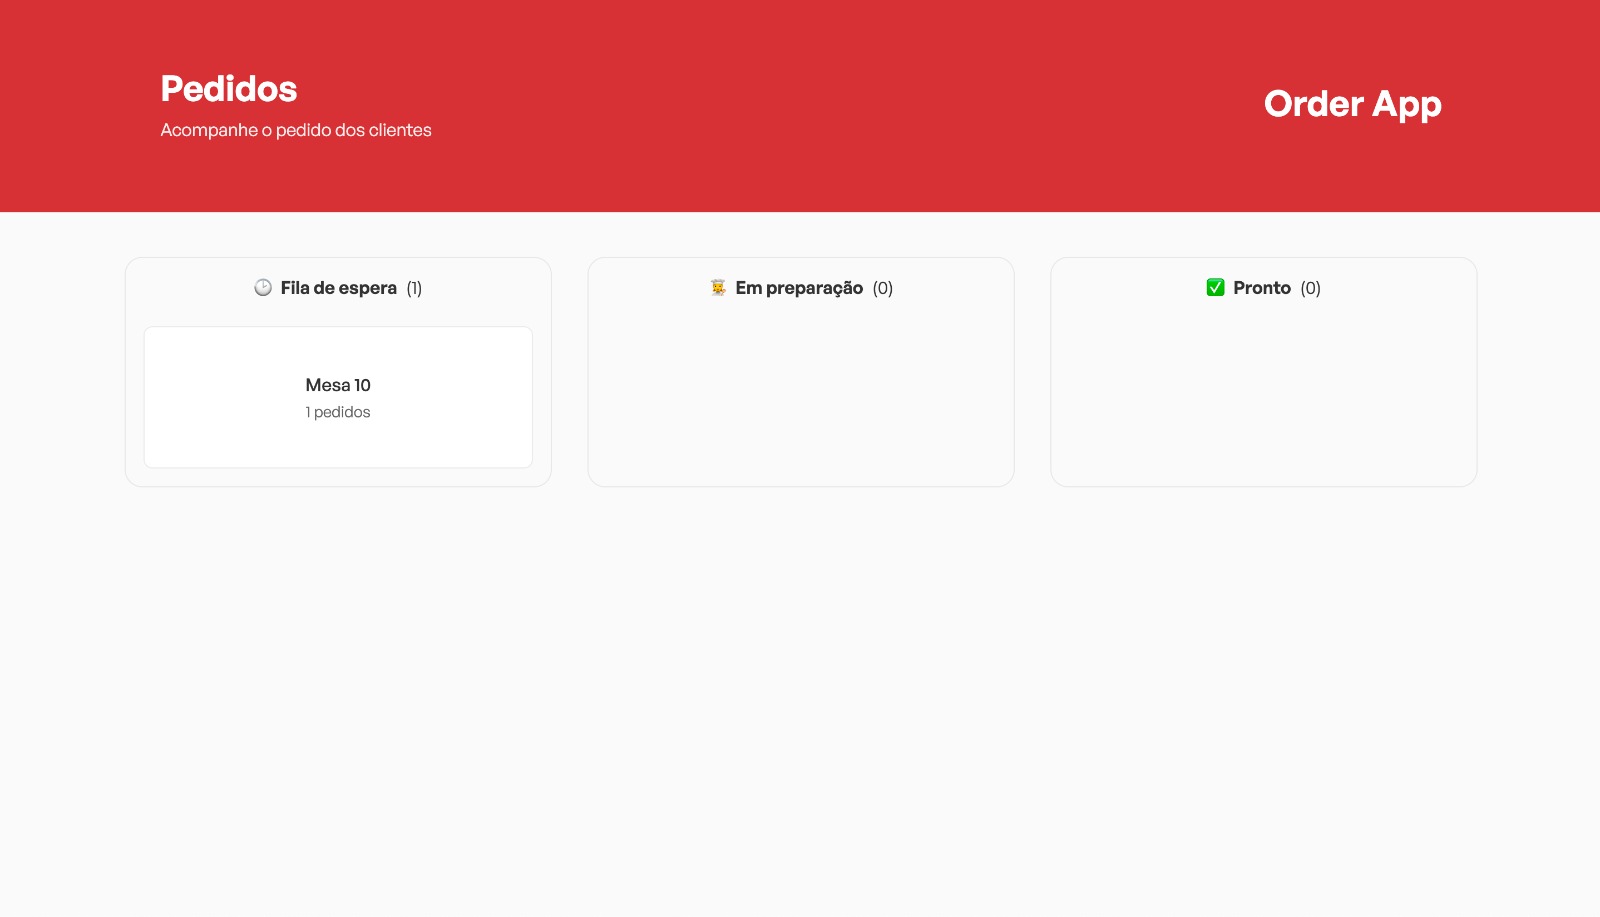 Pedidos
Acompanhe o pedido dos clientes
Order App
🕑 Fila de espera (1)
Mesa 10
1 pedidos
👩‍🍳 Em preparação (0)
✅ Pronto (0)